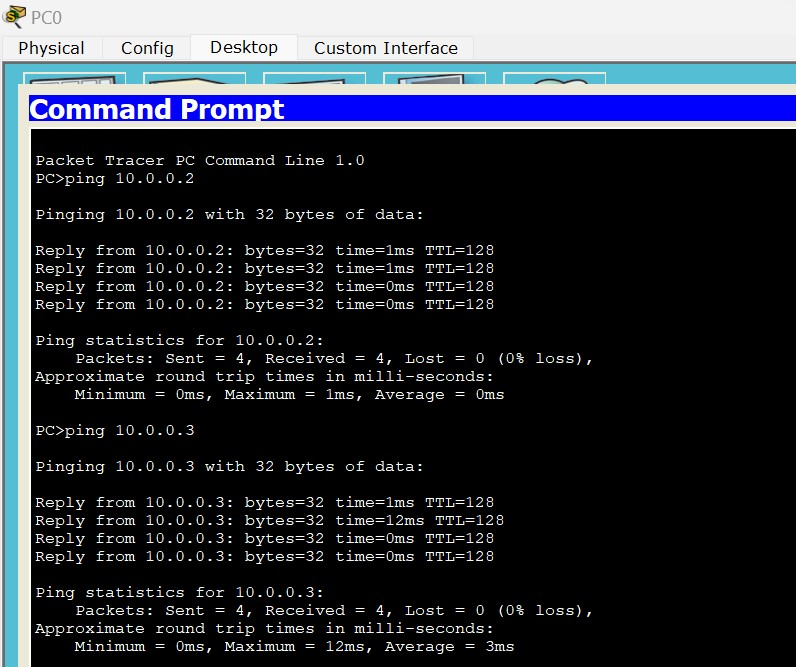 PC0
Physical Config Desktop Custom Interface
Command Prompt
Packet Tracer PC Command Line 1.0
PC>ping 10.0.0.2
Pinging 10.0.0.2 with 32 bytes of data:
Reply from 10.0.0.2: bytes=32 time=1ms TTL=128
Reply from 10.0.0.2: bytes=32 time=1ms TTL=128
Reply from 10.0.0.2: bytes=32 time=0ms TTL=128
Reply from 10.0.0.2: bytes=32 time=0ms TTL=128
Ping statistics for 10.0.0.2:
Packets: Sent = 4, Received = 4, Lost = 0 (0% loss),
Approximate round trip times in milli-seconds:
Minimum = 0ms, Maximum = 1ms, Average = 0ms
PC>ping 10.0.0.3
Pinging 10.0.0.3 with 32 bytes of data:
Reply from 10.0.0.3: bytes=32 time=1ms TTL=128
Reply from 10.0.0.3: bytes=32 time=12ms TTL=128
Reply from 10.0.0.3: bytes=32 time=0ms TTL=128
Reply from 10.0.0.3: bytes=32 time=0ms TTL=128
Ping statistics for 10.0.0.3:
Packets: Sent = 4, Received = 4, Lost = 0 (0% loss),
Approximate round trip times in milli-seconds:
Minimum = 0ms, Maximum = 12ms, Average = 3ms